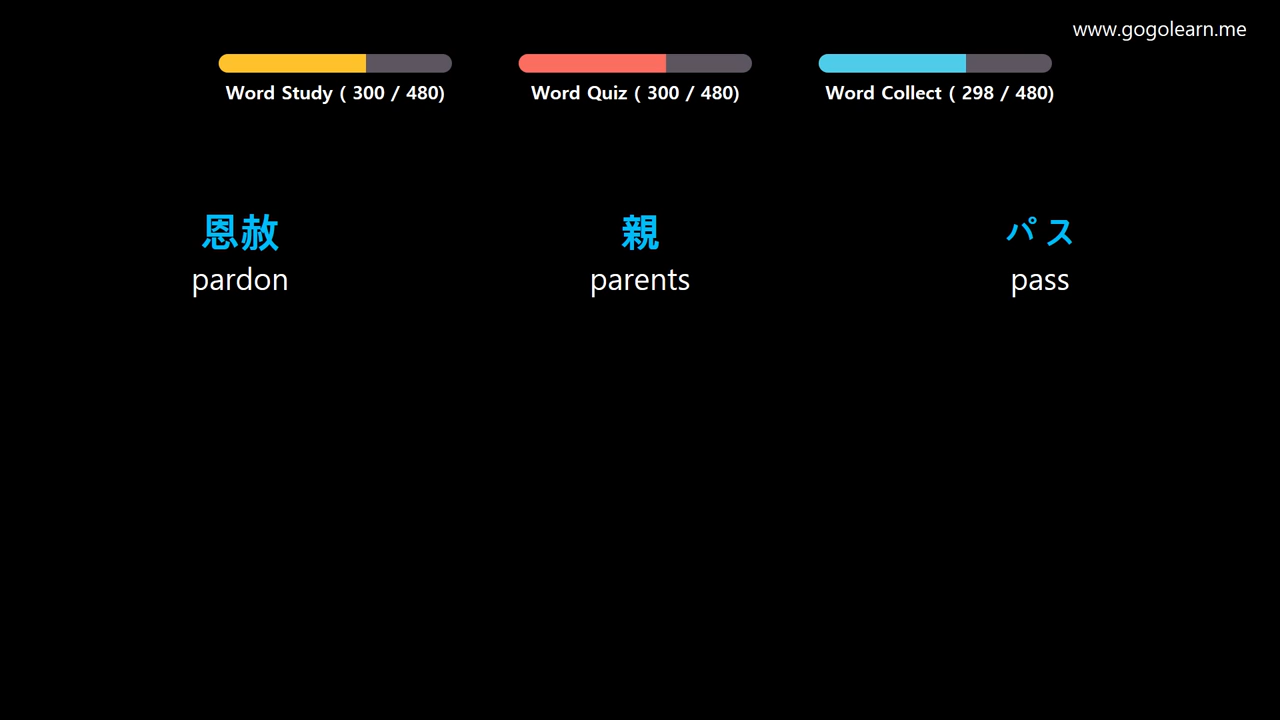 www.gogolearn.me
Word Study ( 300 / 480)
Word Quiz ( 300 / 480)
Word Collect ( 298 / 480)
恩赦
pardon
親
parents
パス
pass